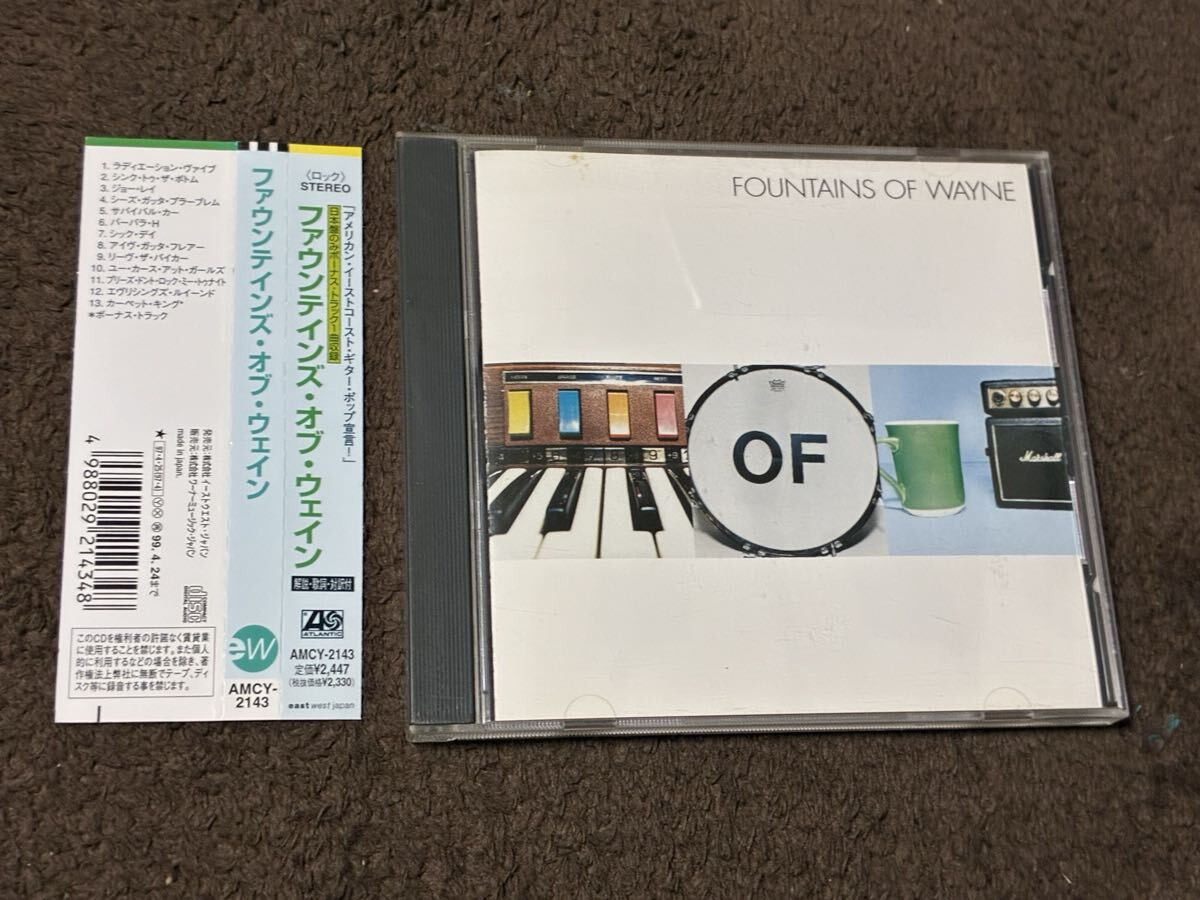 1. ラディエーション・ヴァイブ
2. シンク・トゥ・ザ・ボトム
3. ジョー・レイ
4. シーズ・ガッタ・プラーブレム
5. サバイバル・カー
6. バーバラ・H
7. シック・デイ
8. アイヴ・ガッタ・フレアー
9. リーヴ・ザ・バイカー
10. ユー・カース・アット・ガールズ
11. プリーズ・ドント・ロック・ミー・トゥナイト
12. エヴリシングズ・ルイーンド
13. カーペット・キング*
*ボーナス・トラック
発売元:株式会社 イーストウエスト・ジャパン
販売元:株式会社 ワーナーミュージック・ジャパン
made in japan.
★ 97・4・25(97・4) 99.4.24まで
4 988029 214348
COMPACT disc DIGITAL AUDIO
このCDを権利者の許諾なく賃貸業
に使用することを禁じます。また個人
的に利用するなどの場合を除き、著
作権法上弊社に無断でテープ、ディ
スク等に録音する事を禁じます。
ファウンテインズ・オブ・ウェイン
ew
AMCY-
2143
〈ロック〉
STEREO
「アメリカン・イーストコースト・ギター・ポップ宣言!」
日本盤のみボーナス・トラック1曲収録
ファウンテインズ・オブ・ウェイン
解説・歌詞・対訳付
ATLANTIC
AMCY-2143
定価¥2,447
(税抜価格¥2,330)
east west japan
FOUNTAINS OF WAYNE
4 5 6 7 8 9
OF
Marshall